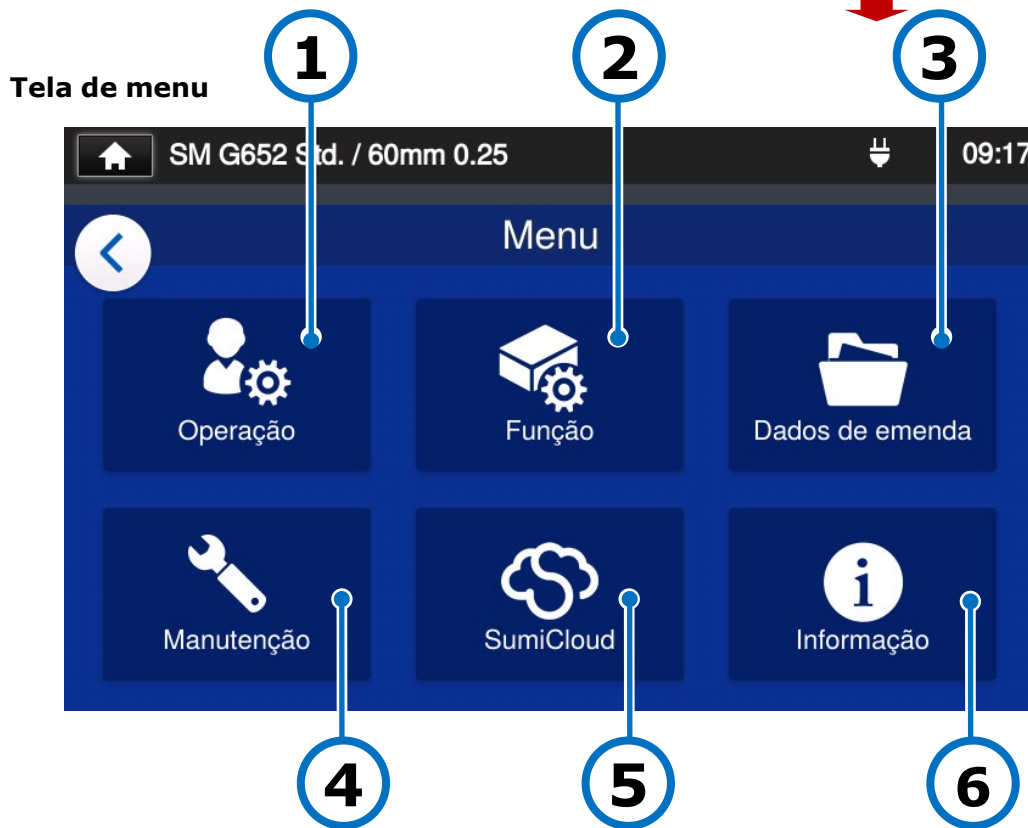 1 2 3
Tela de menu
SM G652 Std. / 60mm 0.25 09:17
Menu
Operação Função Dados de emenda
Manutenção SumiCloud Informação
4 5 6